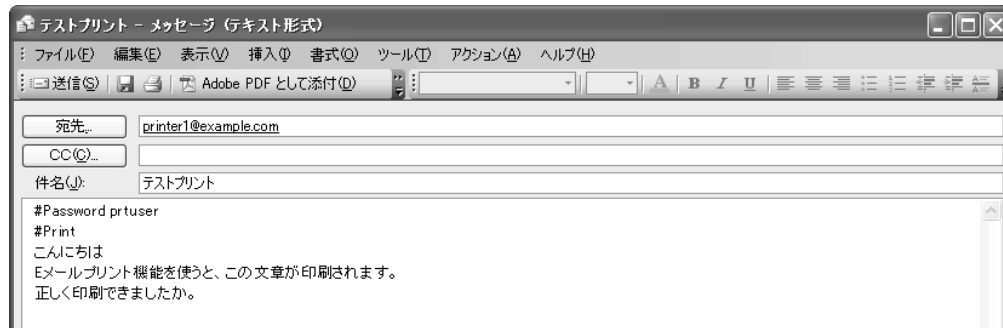 テストプリント - メッセージ (テキスト形式)
ファイル(F) 編集(E) 表示(V) 挿入(I) 書式(O) ツール(T) アクション(A) ヘルプ(H)
送信(S) Adobe PDF として添付(D) A B I U
宛先... printer1@example.com
CC(C)...
件名(J): テストプリント
#Password prtuser
#Print
こんにちは
Eメールプリント機能を使うと、この文章が印刷されます。
正しく印刷できましたか。